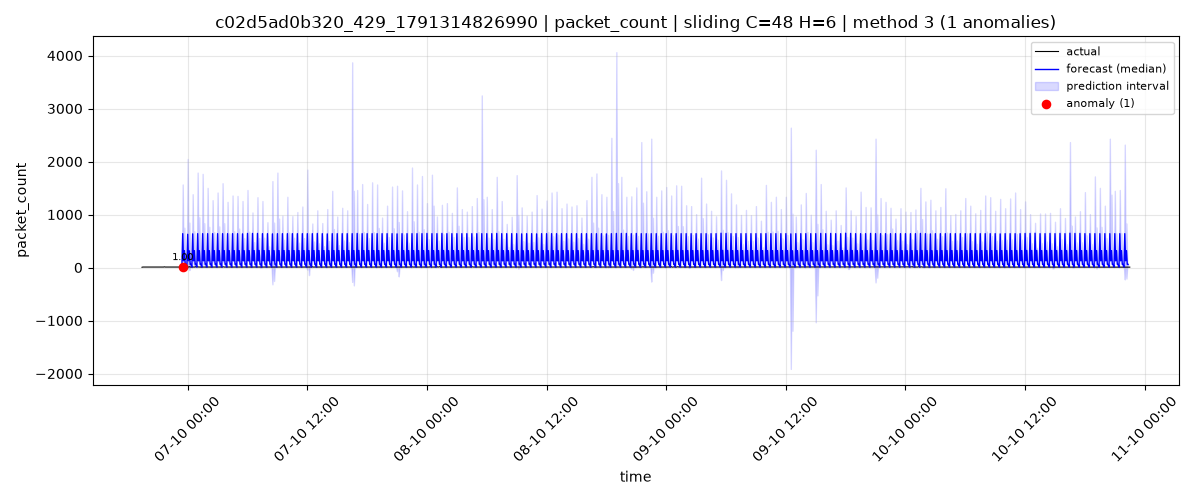 c02d5ad0b320_429_1791314826990 | packet_count | sliding C=48 H=6 | method 3 (1 anomalies)
actual
forecast (median)
prediction interval
anomaly (1)
4000
3000
2000
1000
0
−1000
−2000
packet_count
07-10 00:00
07-10 12:00
08-10 00:00
08-10 12:00
09-10 00:00
09-10 12:00
10-10 00:00
10-10 12:00
11-10 00:00
time